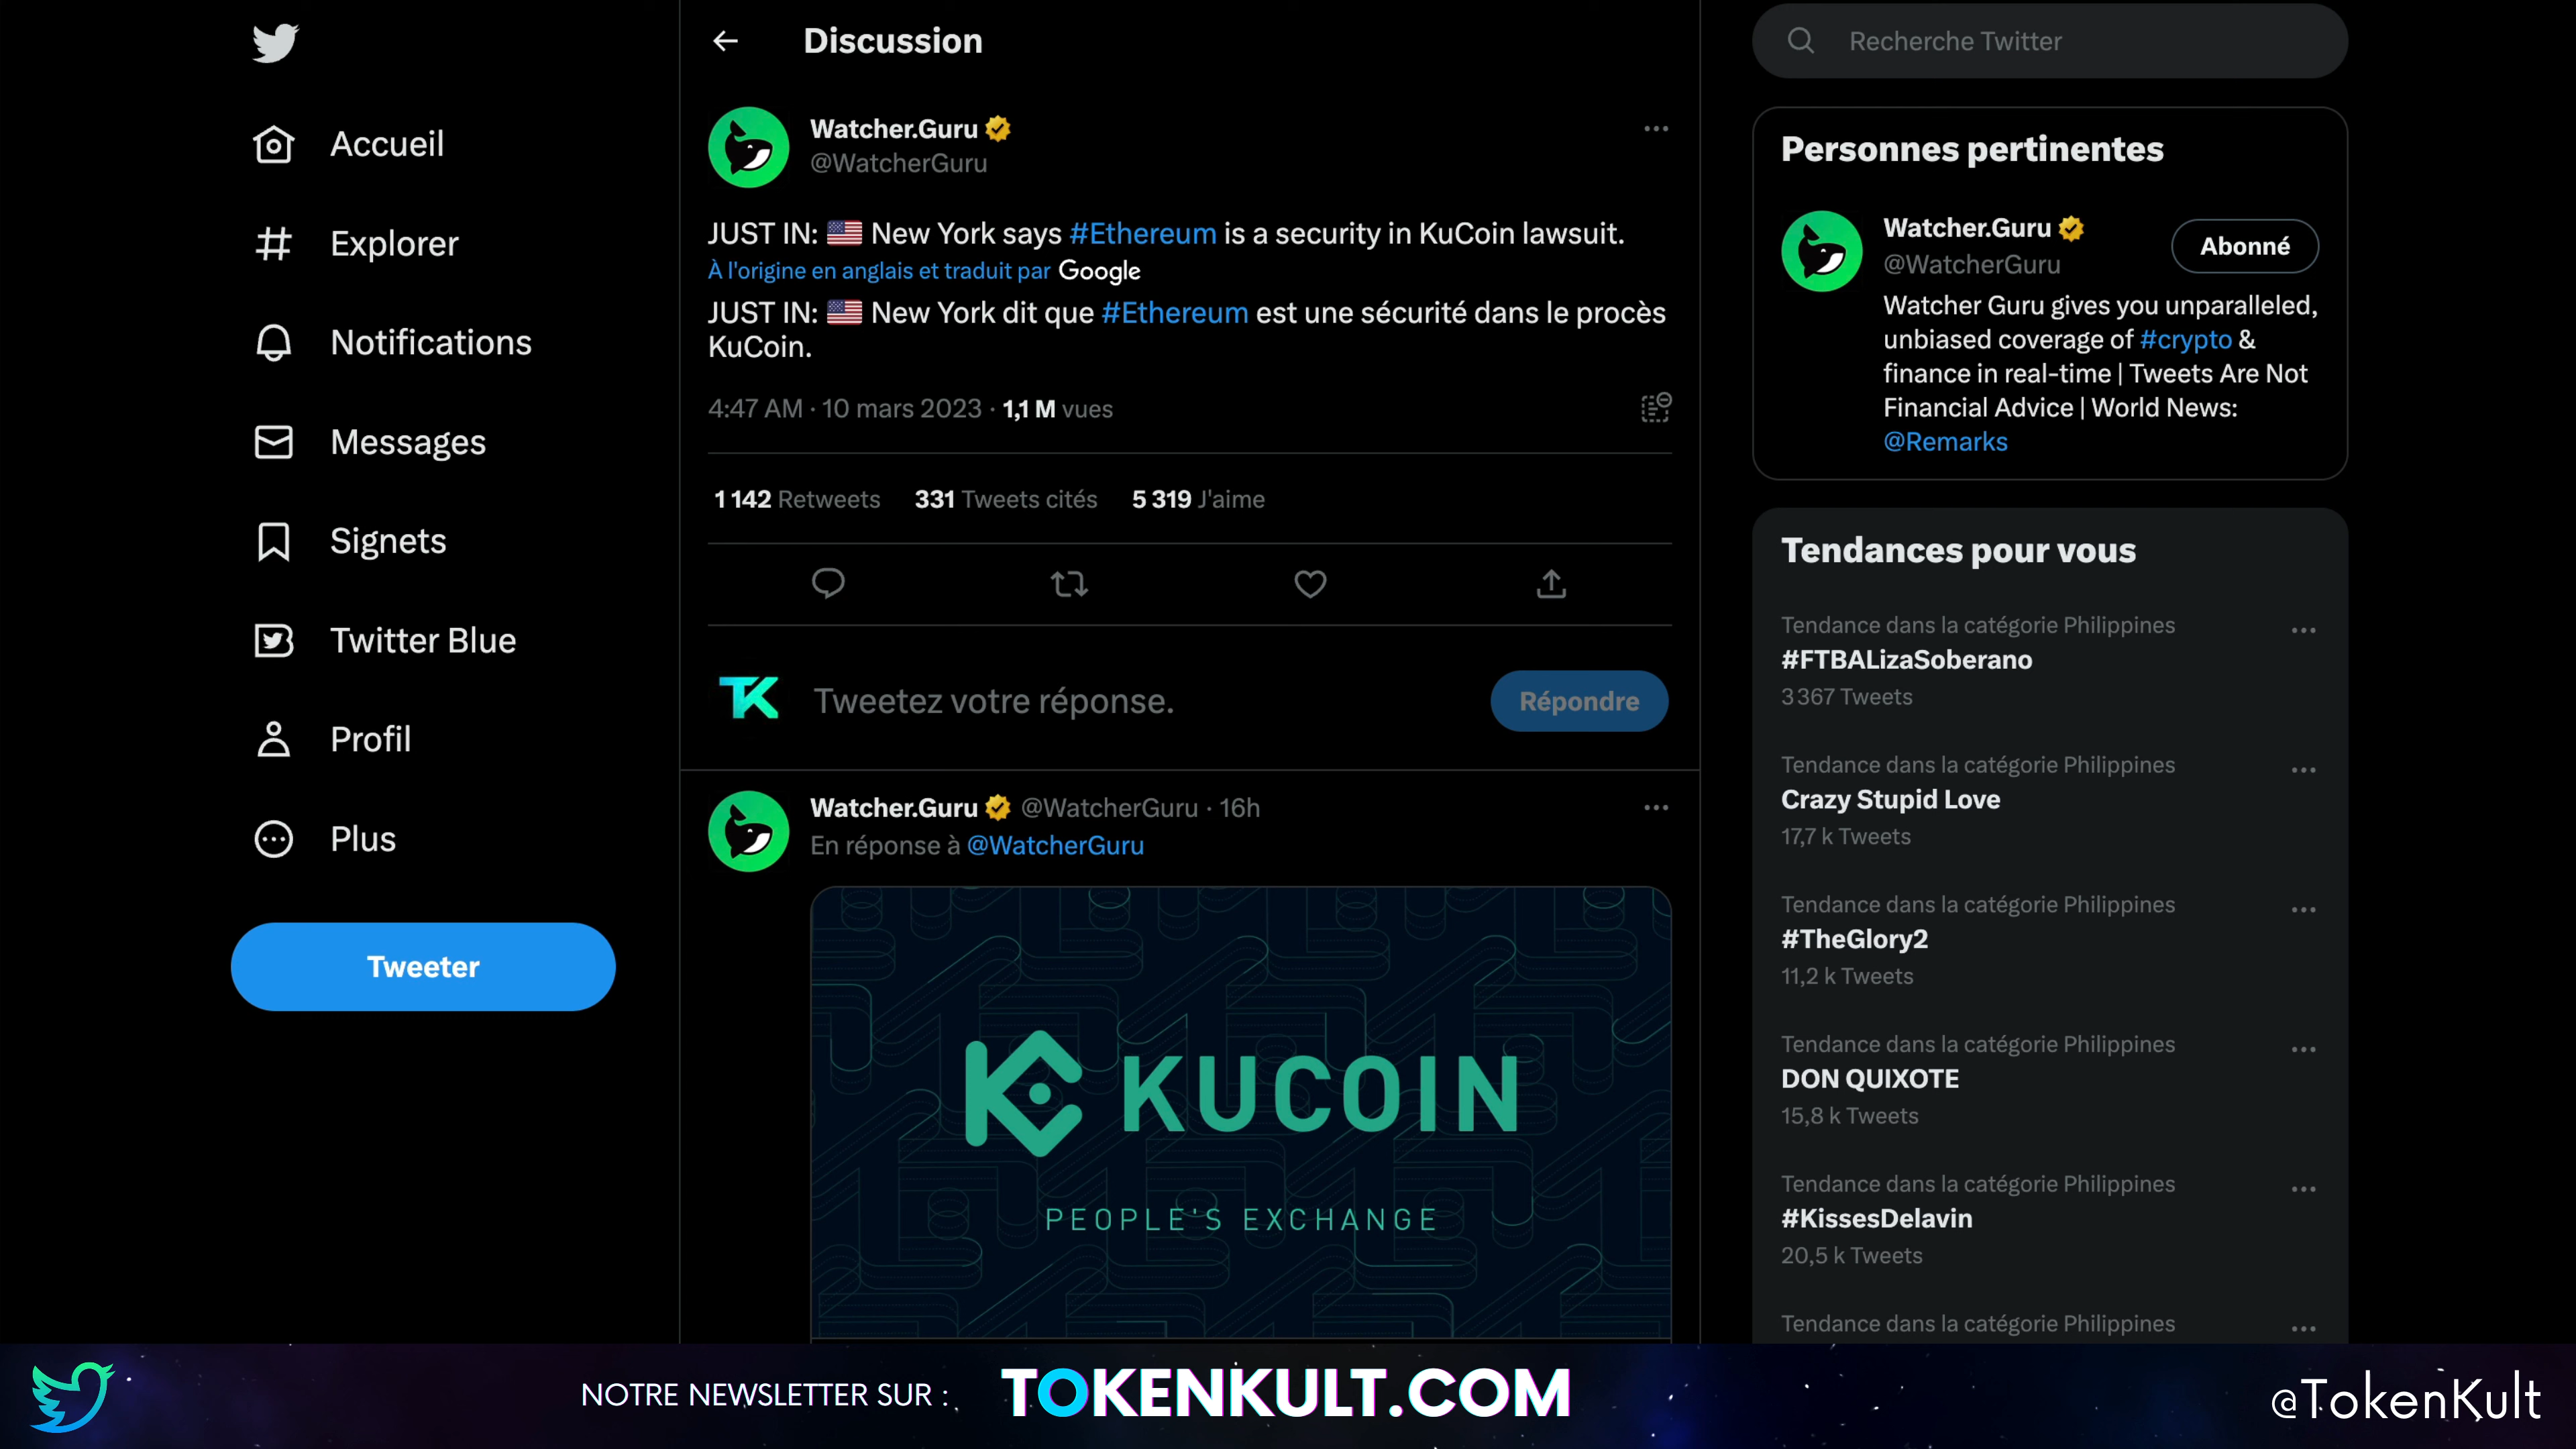 Accueil
Explorer
Notifications
Messages
Signets
Twitter Blue
Profil
Plus
Tweeter
Discussion
Watcher.Guru
@WatcherGuru
JUST IN: 🇺🇸 New York says #Ethereum is a security in KuCoin lawsuit.
À l'origine en anglais et traduit par Google
JUST IN: 🇺🇸 New York dit que #Ethereum est une sécurité dans le procès
KuCoin.
4:47 AM · 10 mars 2023 · 1,1 M vues
1 142 Retweets 331 Tweets cités 5 319 J'aime
TK
Tweetez votre réponse.
Répondre
Watcher.Guru @WatcherGuru · 16h
En réponse à @WatcherGuru
KUCOIN
PEOPLE'S EXCHANGE
Recherche Twitter
Personnes pertinentes
Watcher.Guru
@WatcherGuru
Abonné
Watcher Guru gives you unparalleled,
unbiased coverage of #crypto &
finance in real-time | Tweets Are Not
Financial Advice | World News:
@Remarks
Tendances pour vous
Tendance dans la catégorie Philippines
#FTBALizaSoberano
3 367 Tweets
Tendance dans la catégorie Philippines
Crazy Stupid Love
17,7 k Tweets
Tendance dans la catégorie Philippines
#TheGlory2
11,2 k Tweets
Tendance dans la catégorie Philippines
DON QUIXOTE
15,8 k Tweets
Tendance dans la catégorie Philippines
#KissesDelavin
20,5 k Tweets
Tendance dans la catégorie Philippines
NOTRE NEWSLETTER SUR : TOKENKULT.COM
@TokenKult